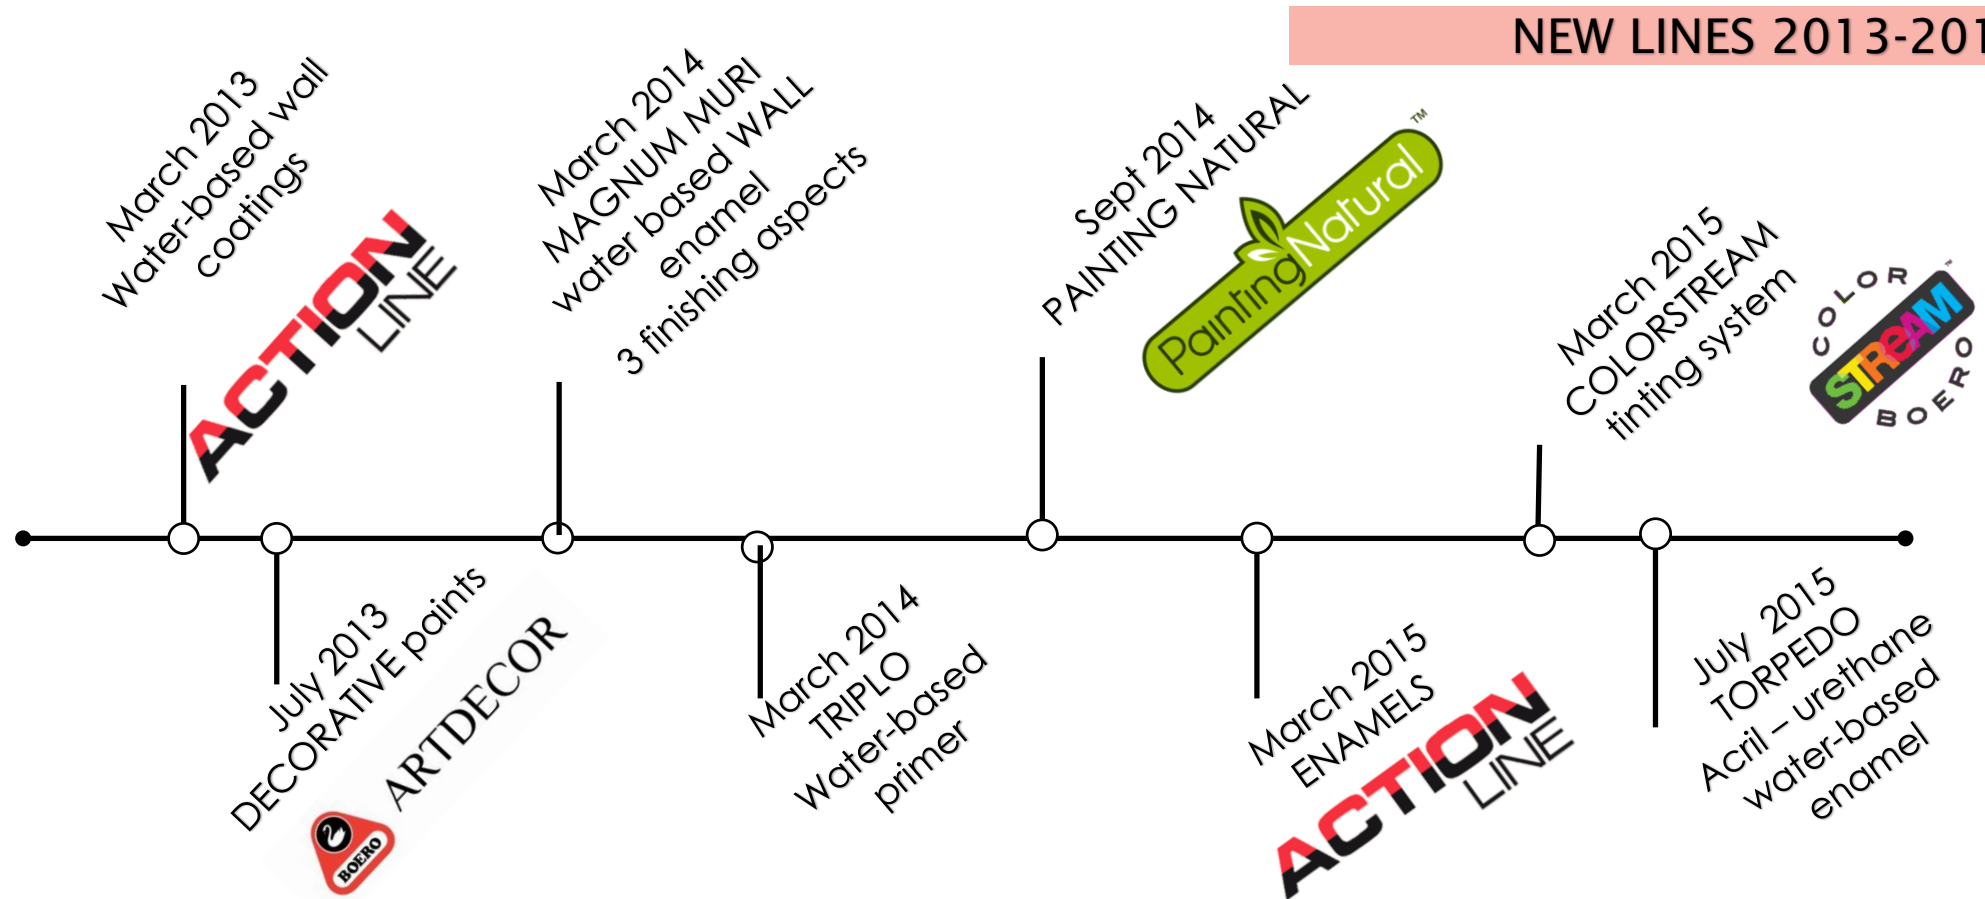 NEW LINES 2013-201
March 2013
Water-based wall
coatings
ACTION
LINE
March 2014
MAGNUM MURI
water based WALL
enamel
3 finishing aspects
Sept 2014
PAINTING NATURAL
Painting Natural
TM
March 2015
COLORSTREAM
tinting system
COLOR
STREAM
BOERO
July 2013
DECORATIVE paints
ARTDECOR
BOERO
March 2014
TRIPLO
Water-based
primer
March 2015
ENAMELS
ACTION
LINE
July 2015
TORPEDO
Acril – urethane
water-based
enamel